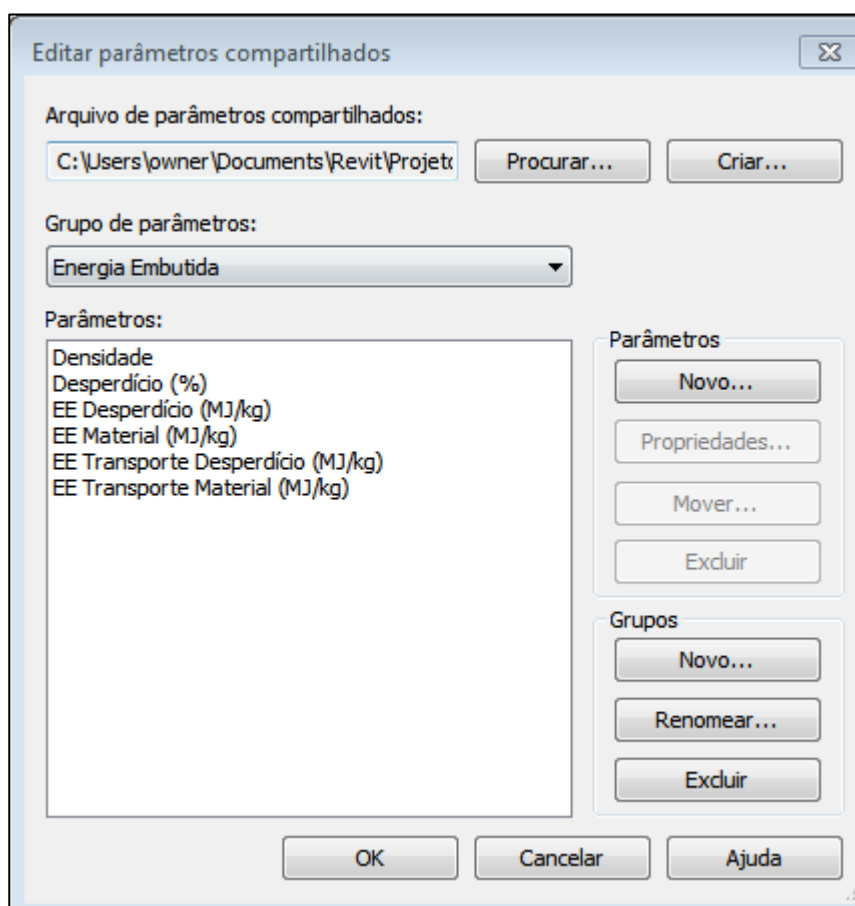 Editar parâmetros compartilhados
Arquivo de parâmetros compartilhados:
C:\Users\owner\Documents\Revit\Projeto
Procurar...
Criar...
Grupo de parâmetros:
Energia Embutida
Parâmetros:
Densidade
Desperdício (%)
EE Desperdício (MJ/kg)
EE Material (MJ/kg)
EE Transporte Desperdício (MJ/kg)
EE Transporte Material (MJ/kg)
Parâmetros
Novo...
Propriedades...
Mover...
Excluir
Grupos
Novo...
Renomear...
Excluir
OK
Cancelar
Ajuda